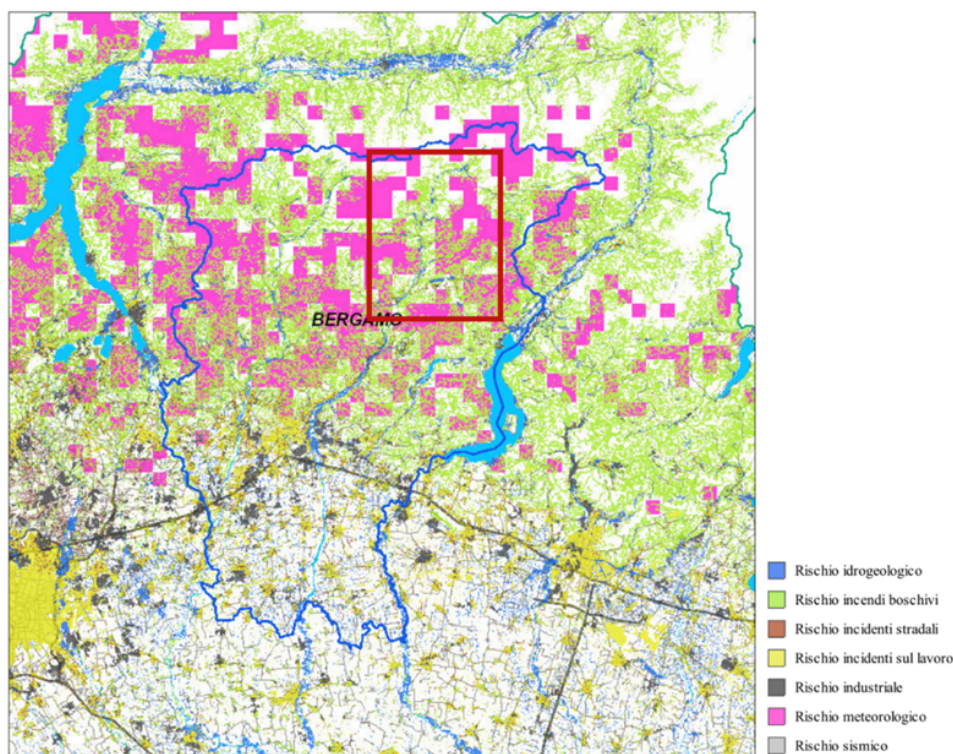 BERGAMO
Rischio idrogeologico
Rischio incendi boschivi
Rischio incidenti stradali
Rischio incidenti sul lavoro
Rischio industriale
Rischio meteorologico
Rischio sismico